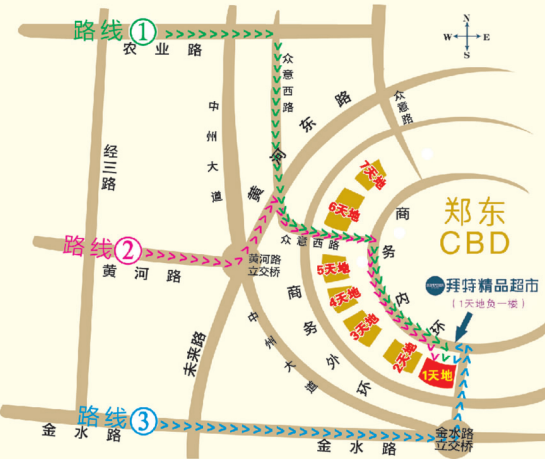 路线①
农业路
N
W E
S
众意西路
众意路
中州大道
黄河东路
经三路
7天地
6天地
商务内环
郑东
CBD
路线②
黄河路
黄河路
立交桥
众意西路
5天地
4天地
3天地
2天地
1天地
拜特精品超市
(1天地负一楼)
商务外环
中州大道
未来路
路线③
金水路
金水路
金水路
立交桥